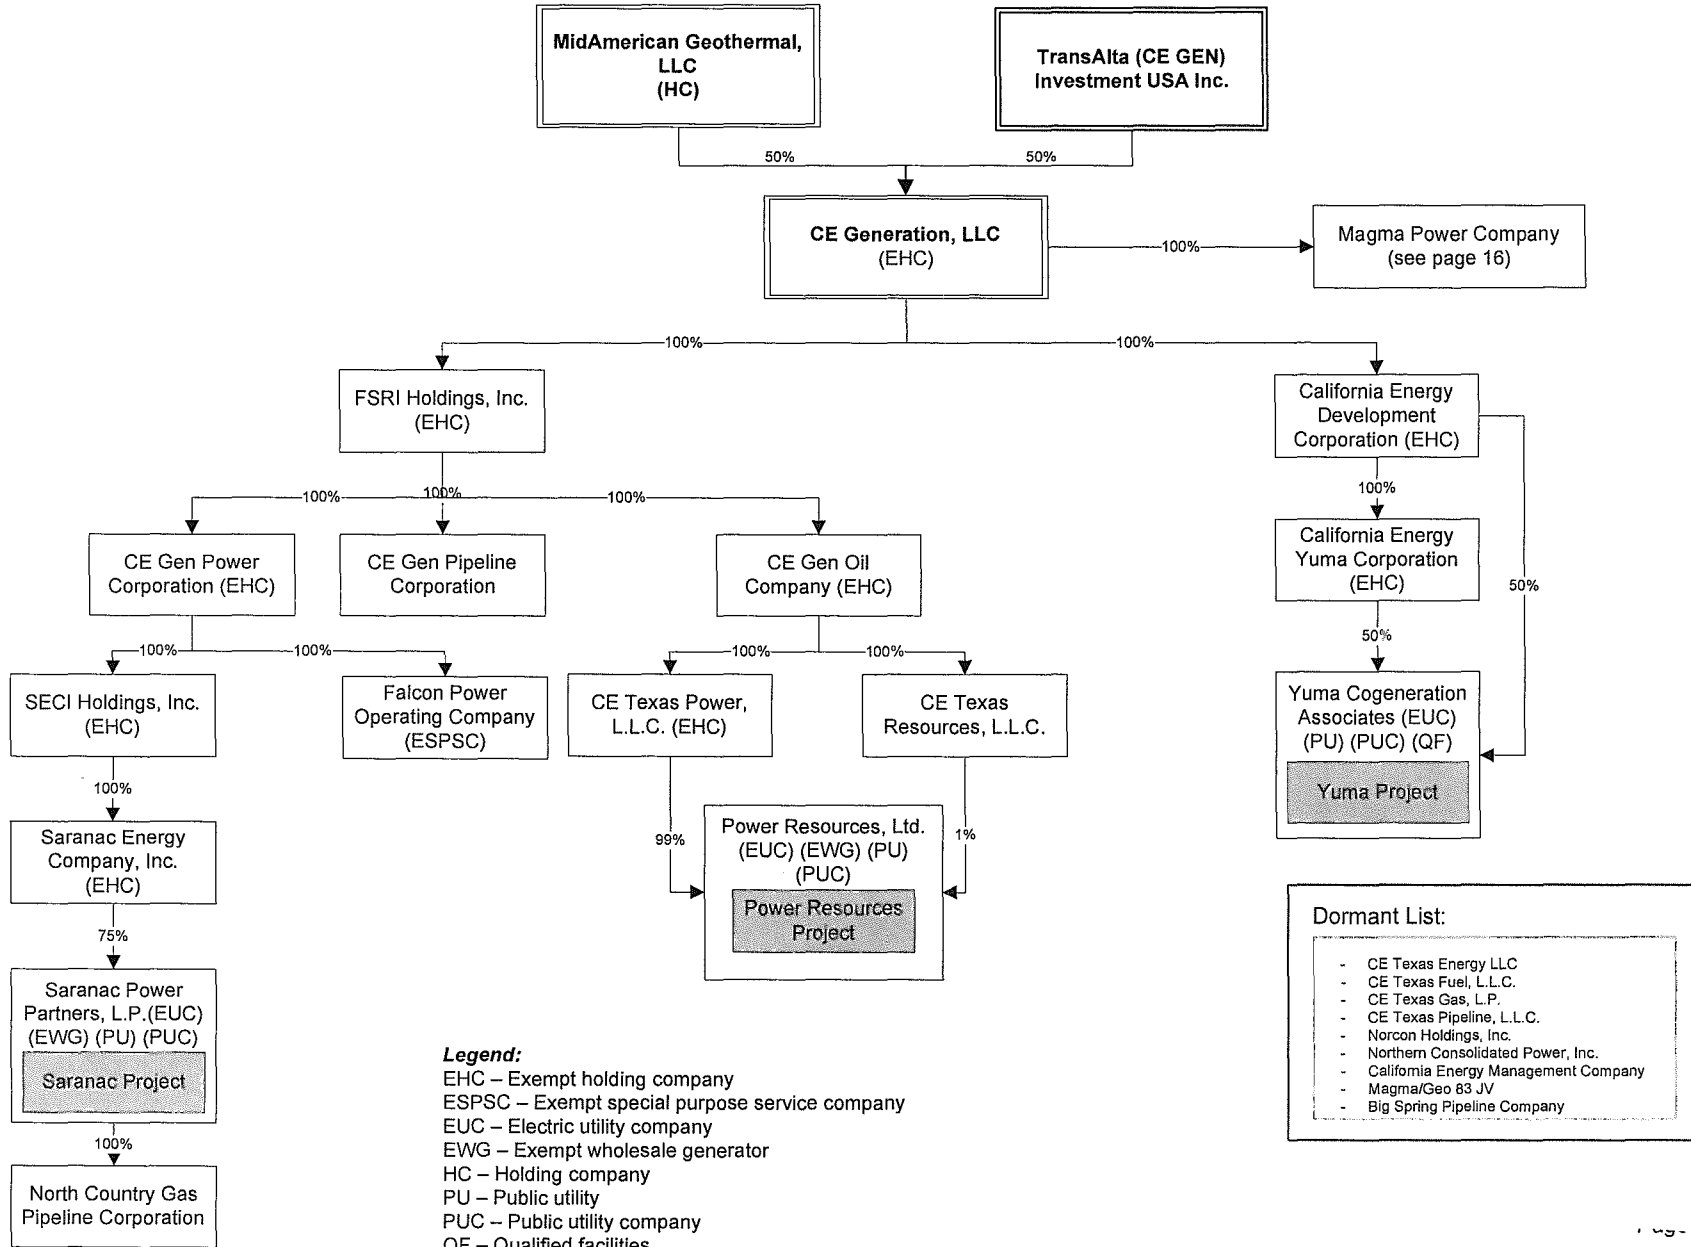 MidAmerican Geothermal,
LLC
(HC)
TransAlta (CE GEN)
Investment USA Inc.
50%
50%
CE Generation, LLC
(EHC)
100%
Magma Power Company
(see page 16)
100%
100%
FSRI Holdings, Inc.
(EHC)
California Energy
Development
Corporation (EHC)
100%
100%
100%
100%
CE Gen Power
Corporation (EHC)
CE Gen Pipeline
Corporation
CE Gen Oil
Company (EHC)
California Energy
Yuma Corporation
(EHC)
50%
50%
100%
100%
100%
100%
SECI Holdings, Inc.
(EHC)
Falcon Power
Operating Company
(ESPSC)
CE Texas Power,
L.L.C. (EHC)
CE Texas
Resources, L.L.C.
Yuma Cogeneration
Associates (EUC)
(PU) (PUC) (QF)
Yuma Project
100%
99%
1%
Saranac Energy
Company, Inc.
(EHC)
Power Resources, Ltd.
(EUC) (EWG) (PU)
(PUC)
Power Resources
Project
75%
Saranac Power
Partners, L.P.(EUC)
(EWG) (PU) (PUC)
Saranac Project
100%
North Country Gas
Pipeline Corporation
Dormant List:
- CE Texas Energy LLC
- CE Texas Fuel, L.L.C.
- CE Texas Gas, L.P.
- CE Texas Pipeline, L.L.C.
- Norcon Holdings, Inc.
- Northern Consolidated Power, Inc.
- California Energy Management Company
- Magma/Geo 83 JV
- Big Spring Pipeline Company
Legend:
EHC – Exempt holding company
ESPSC – Exempt special purpose service company
EUC – Electric utility company
EWG – Exempt wholesale generator
HC – Holding company
PU – Public utility
PUC – Public utility company
QF – Qualified facilities